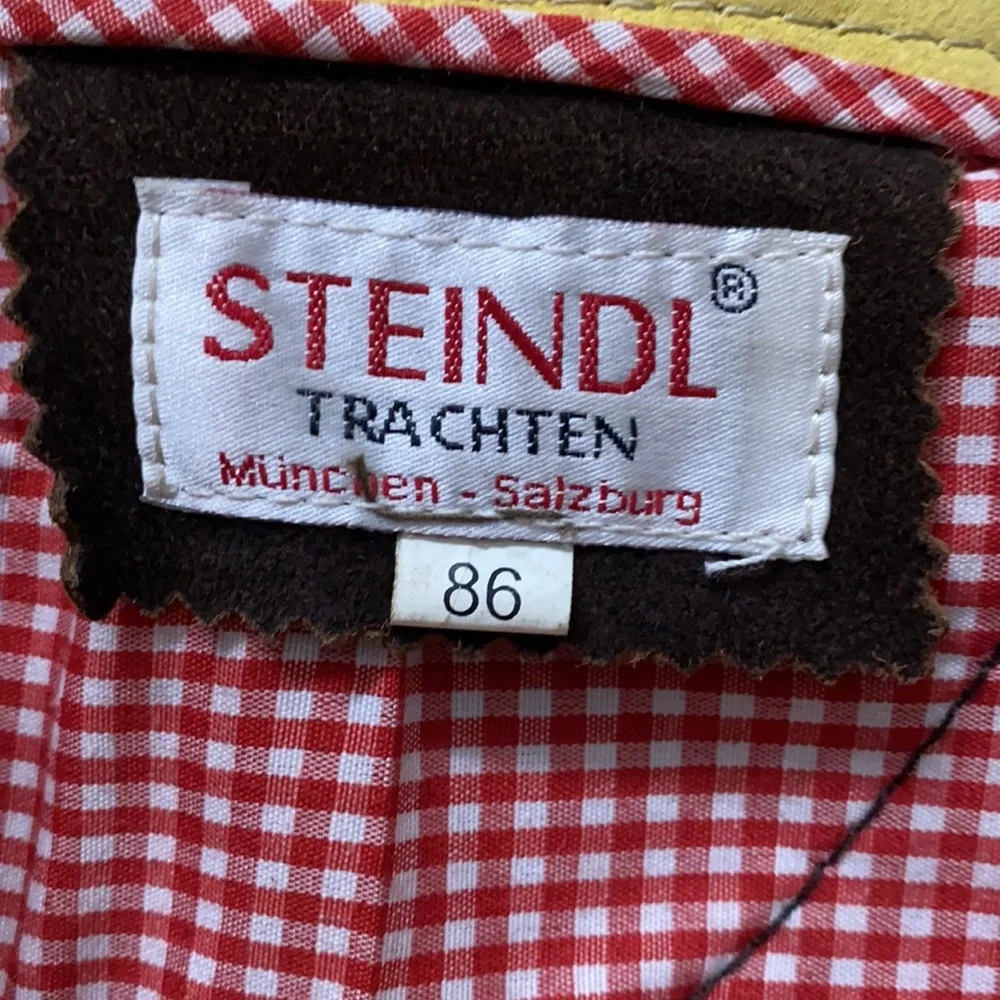 STEINDL®
TRACHTEN
München - Salzburg
86